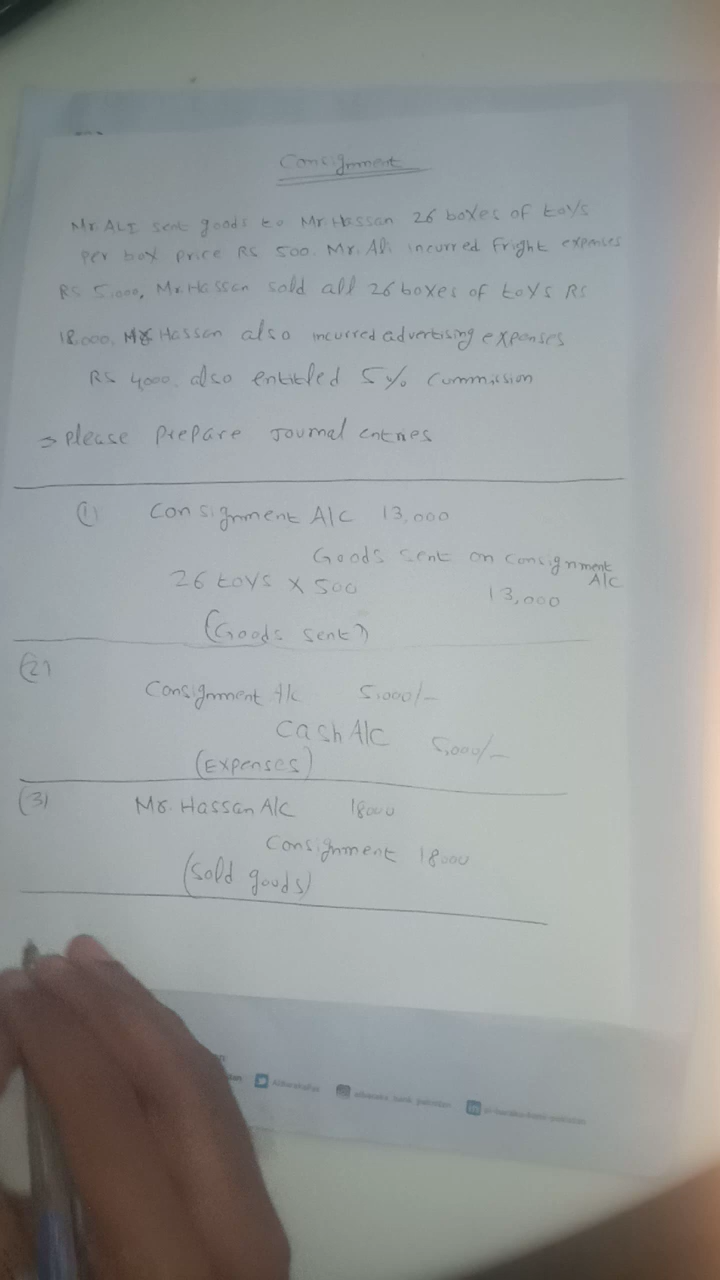 Consignment
Mr. ALI sent goods to Mr. Hassan 26 boxes of toys
per box price RS 500. Mr. Ali incurred fright expenses
RS 5,000, Mr Hassan sold all 26 boxes of toys RS
18,000, Mr Hassan also incurred advertising expenses
RS 4000. also entitled 5% Cummission
→ please prepare Journal entries
(1) Consignment A/C 13,000
Goods sent on consignment
A/C
26 toys x 500
13,000
(Goods sent)
(2)
Consignment A/c 5,000/-
Cash A/C 5,000/-
(Expenses)
(3) Mr. Hassan A/C 18000
Consignment 18000
(Sold goods)